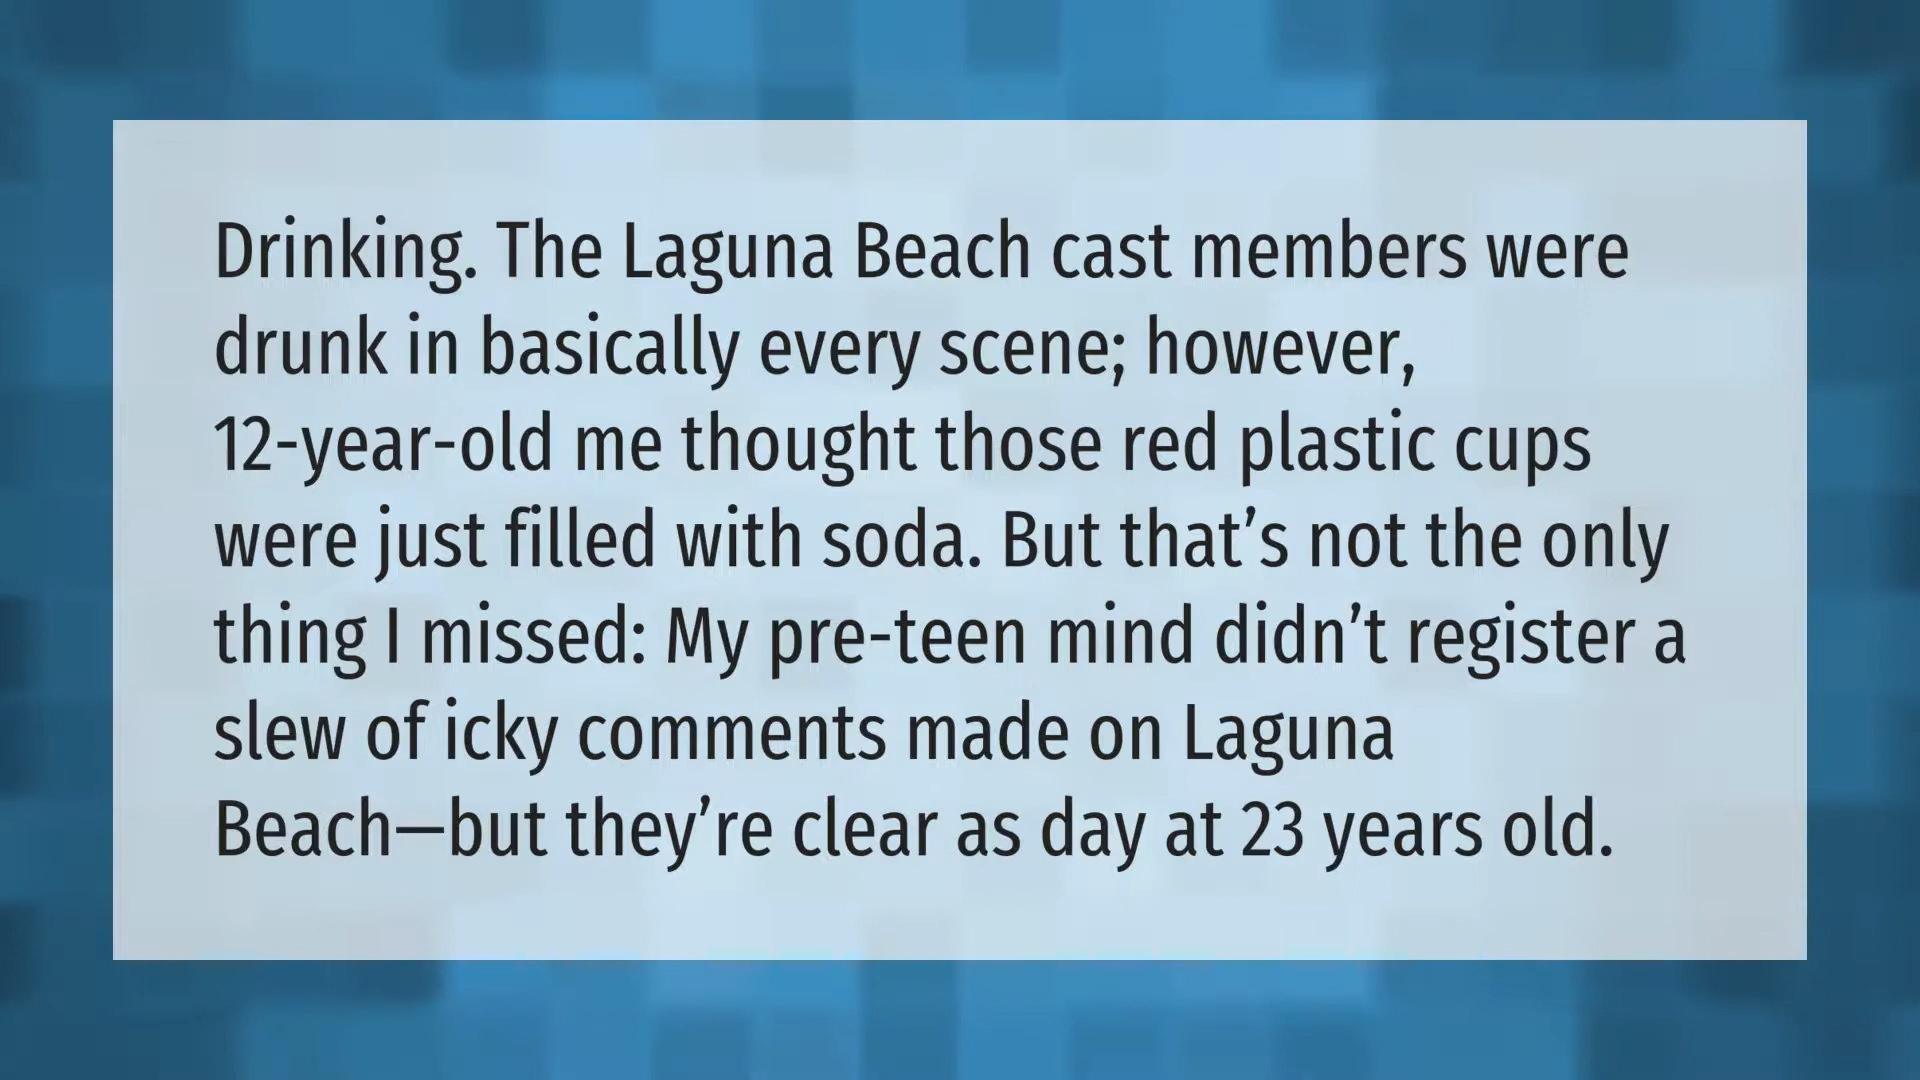 Drinking. The Laguna Beach cast members were
drunk in basically every scene; however,
12-year-old me thought those red plastic cups
were just filled with soda. But that’s not the only
thing I missed: My pre-teen mind didn’t register a
slew of icky comments made on Laguna
Beach—but they’re clear as day at 23 years old.